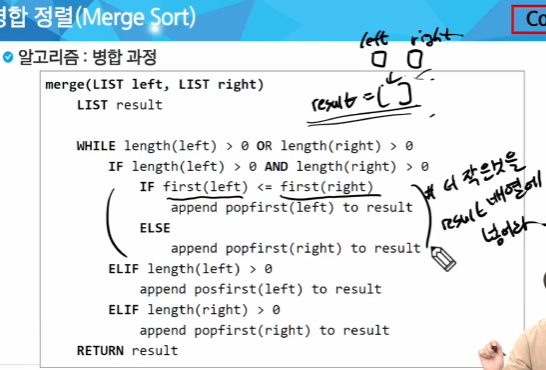 병합 정렬(Merge Sort)
Co
알고리즘 : 병합 과정
left right
merge(LIST left, LIST right)
LIST result
result = [ ]
WHILE length(left) > 0 OR length(right) > 0
IF length(left) > 0 AND length(right) > 0
IF first(left) <= first(right)
append popfirst(left) to result
ELSE
append popfirst(right) to result
# 더 작은것을
result 배열에
넣어라
ELIF length(left) > 0
append posfirst(left) to result
ELIF length(right) > 0
append popfirst(right) to result
RETURN result